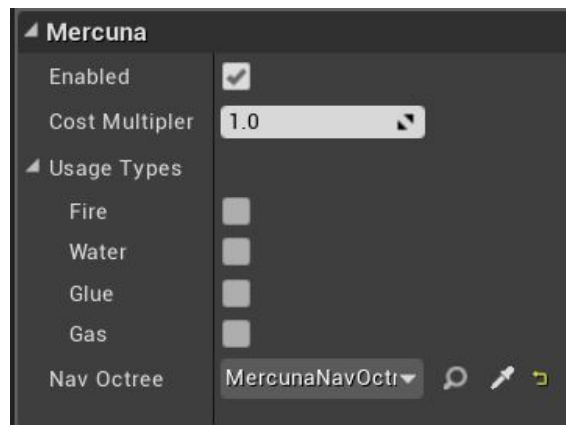 Mercuna
Enabled
Cost Multipler 1.0
Usage Types
Fire
Water
Glue
Gas
Nav Octree MercunaNavOctr